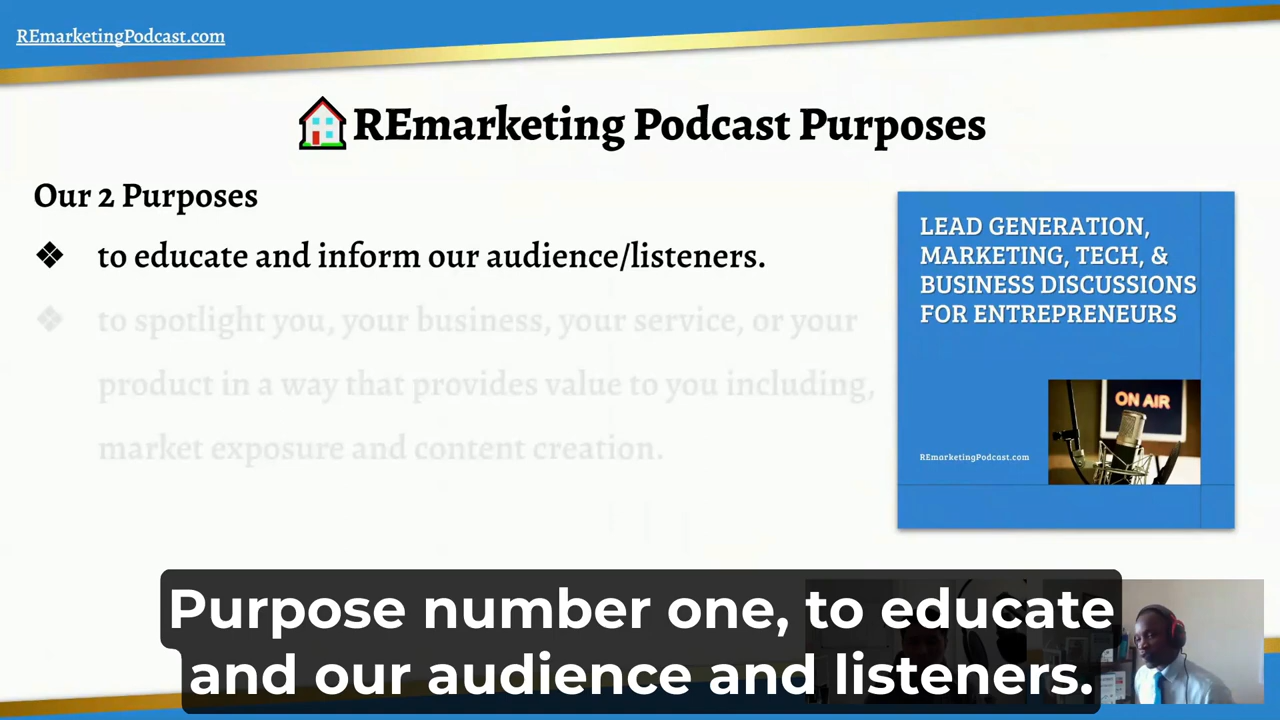 REmarketingPodcast.com
REmarketing Podcast Purposes
Our 2 Purposes
❖ to educate and inform our audience/listeners.
❖ to spotlight you, your business, your service, or your
product in a way that provides value to you including,
market exposure and content creation.
LEAD GENERATION,
MARKETING, TECH, &
BUSINESS DISCUSSIONS
FOR ENTREPRENEURS
ON AIR
REmarketingPodcast.com
Purpose number one, to educate
and our audience and listeners.